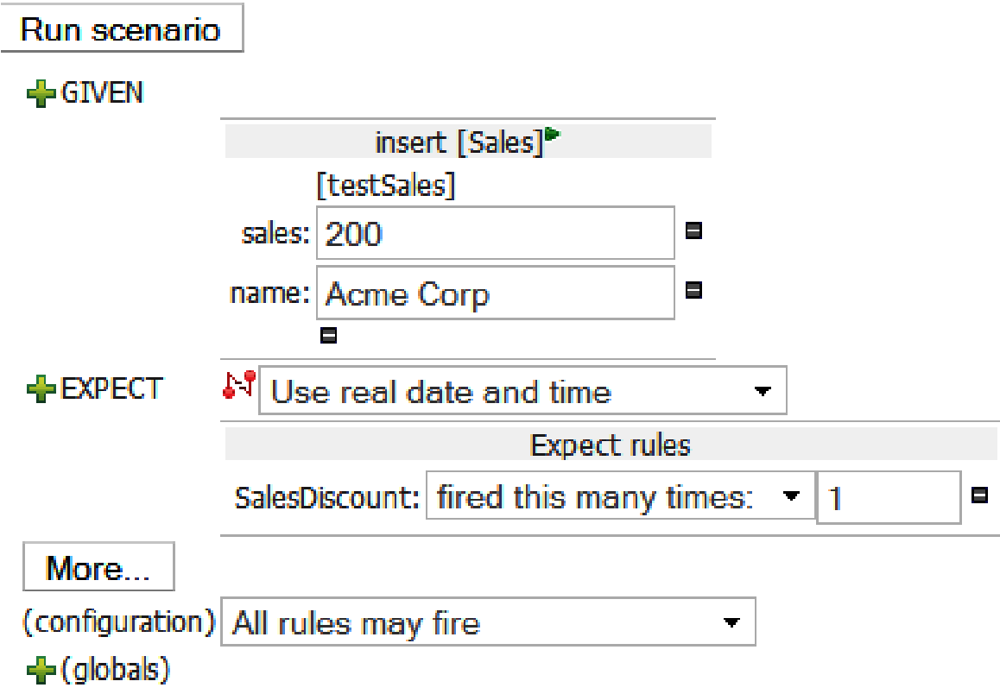 Run scenario
GIVEN
insert [Sales]
[testSales]
sales: 200
name: Acme Corp
EXPECT Use real date and time
Expect rules
SalesDiscount: fired this many times: 1
More...
(configuration) All rules may fire
(globals)